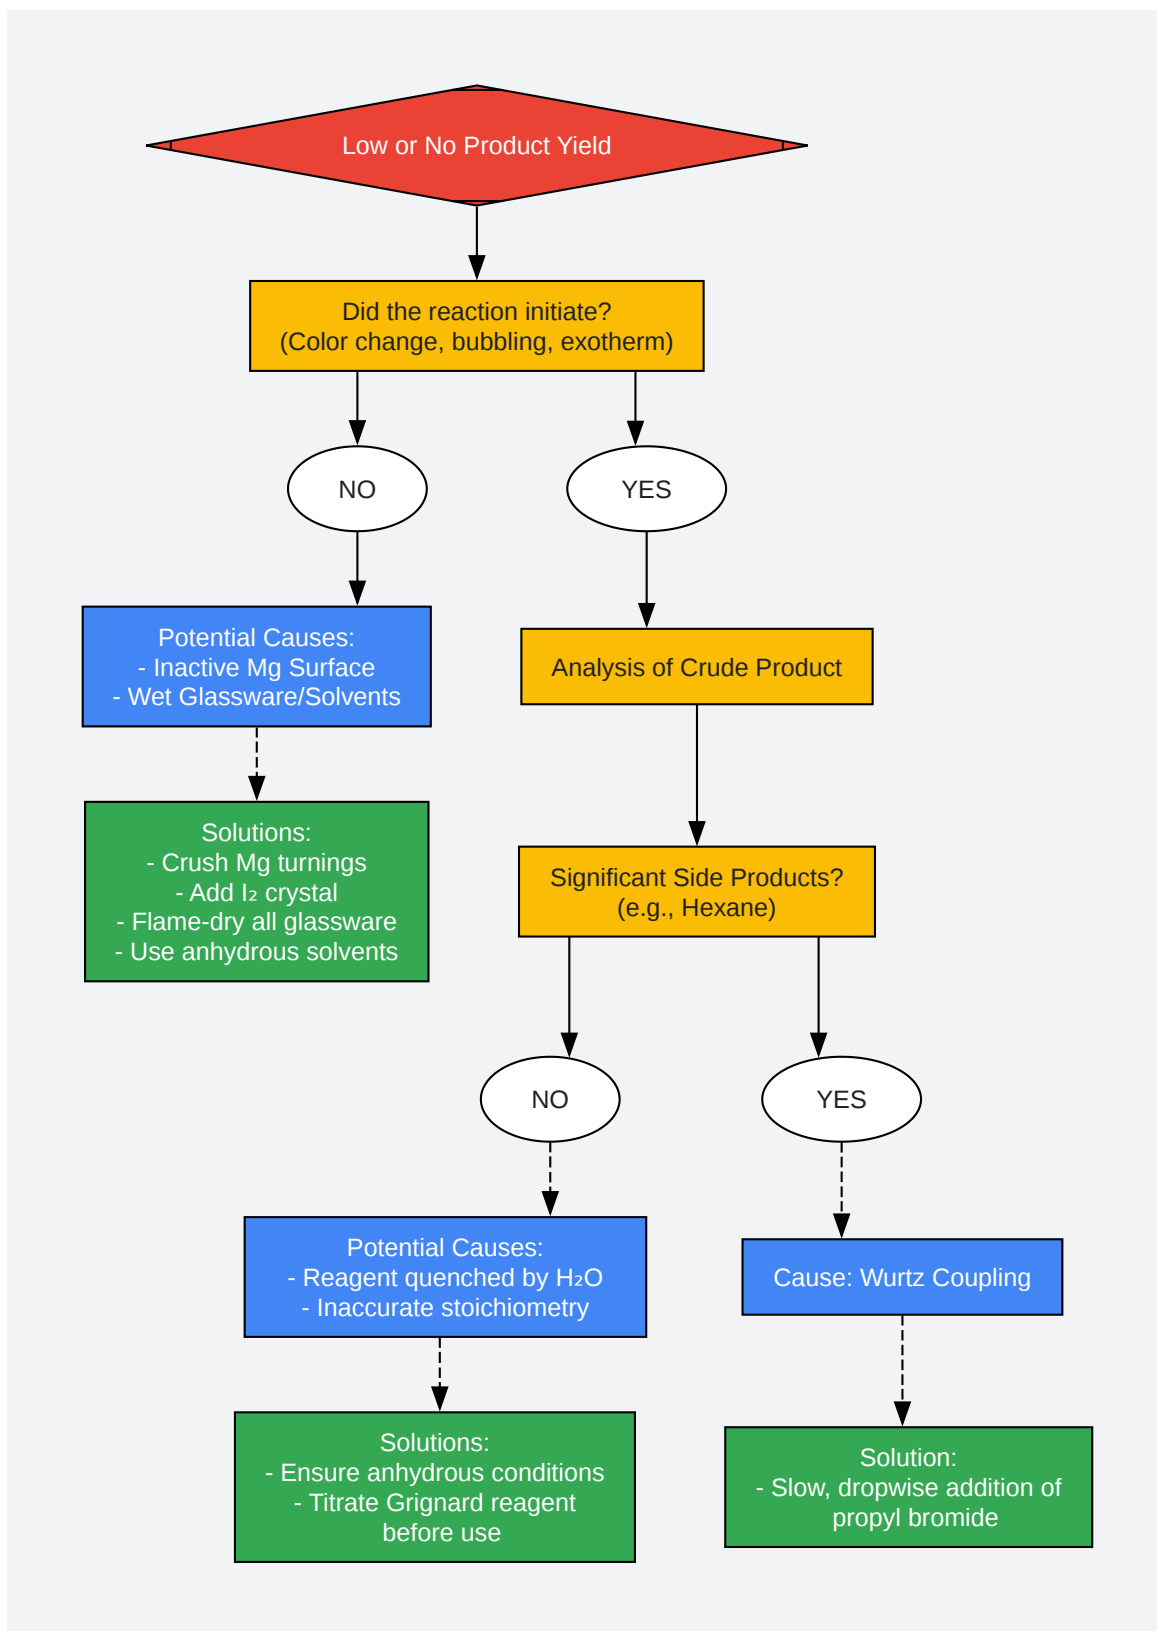 Low or No Product Yield
Did the reaction initiate?
(Color change, bubbling, exotherm)
NO
YES
Potential Causes:
- Inactive Mg Surface
- Wet Glassware/Solvents
Analysis of Crude Product
Solutions:
- Crush Mg turnings
- Add I₂ crystal
- Flame-dry all glassware
- Use anhydrous solvents
Significant Side Products?
(e.g., Hexane)
NO
YES
Potential Causes:
- Reagent quenched by H₂O
- Inaccurate stoichiometry
Cause: Wurtz Coupling
Solutions:
- Ensure anhydrous conditions
- Titrate Grignard reagent
before use
Solution:
- Slow, dropwise addition of
propyl bromide